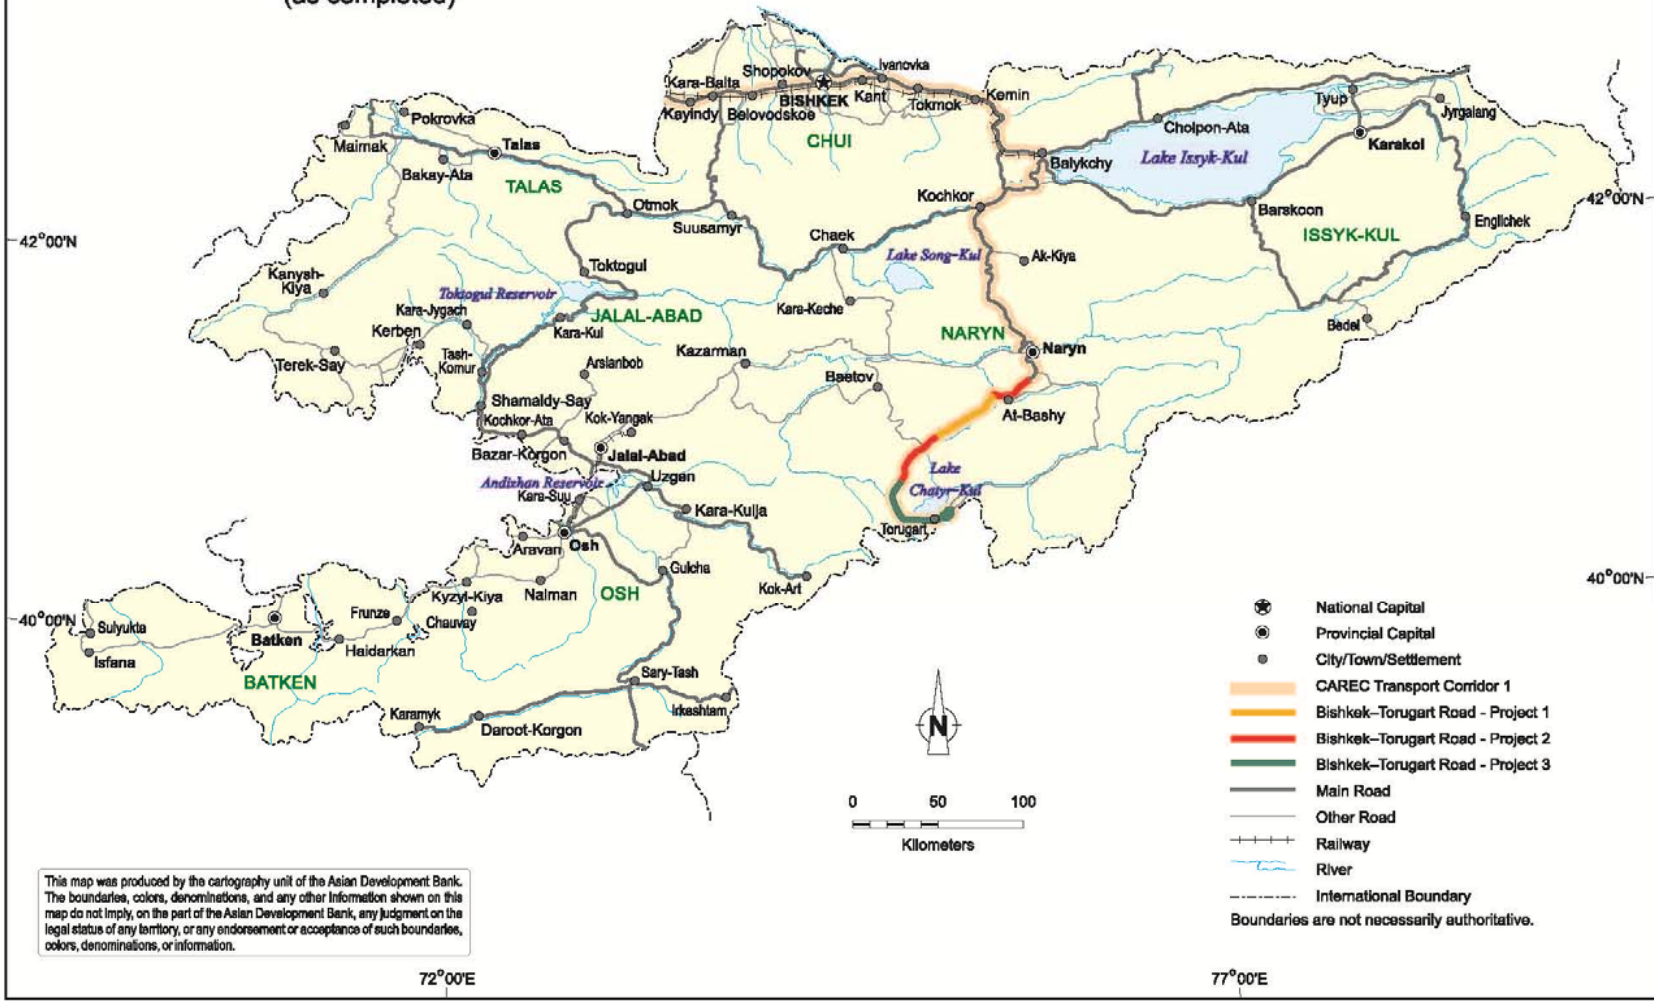 (as completed)
Ivanovka
Shopokov
Kara-Balta
BISHKEK
Kant
Kemin
Tokmok
Kayindy
Belovodskoe
CHUI
Tyup
Jyrgalang
Pokrovka
Maimak
Talas
Cholpon-Ata
Karakol
Bakay-Ata
Balykchy
Lake Issyk-Kul
TALAS
Kochkor
Otmok
Barskoon
42°00'N
Suusamyr
Englichek
42°00'N
Chaek
ISSYK-KUL
Lake Song-Kul
Ak-Kiya
Kanysh-
Kiya
Toktogul
Toktogul Reservoir
Kara-Jygach
Kara-Keche
JALAL-ABAD
Kerben
Kara-Kul
NARYN
Bedel
Tash-
Komur
Arslanbob
Kazarman
Naryn
Terek-Say
Baetov
Shamaldy-Say
Kochkor-Ata
Kok-Yangak
At-Bashy
Bazar-Korgon
Jalal-Abad
Lake
Chatyr-Kul
Andizhan Reservoir
Uzgen
Kara-Suu
Kara-Kulja
Torugart
Aravan
Osh
Gulcha
Kok-Art
40°00'N
Kyzyl-Kiya
Naiman
OSH
40°00'N
Sulyukta
Frunze
Chauvay
Batken
Haidarkan
Isfana
BATKEN
Sary-Tash
Irkeshtam
Karamyk
Daroot-Korgon
National Capital
Provincial Capital
City/Town/Settlement
CAREC Transport Corridor 1
Bishkek–Torugart Road - Project 1
Bishkek–Torugart Road - Project 2
Bishkek–Torugart Road - Project 3
Main Road
Other Road
Railway
River
International Boundary
Boundaries are not necessarily authoritative.
N
0 50 100
Kilometers
This map was produced by the cartography unit of the Asian Development Bank.
The boundaries, colors, denominations, and any other information shown on this
map do not imply, on the part of the Asian Development Bank, any judgment on the
legal status of any territory, or any endorsement or acceptance of such boundaries,
colors, denominations, or information.
72°00'E
77°00'E